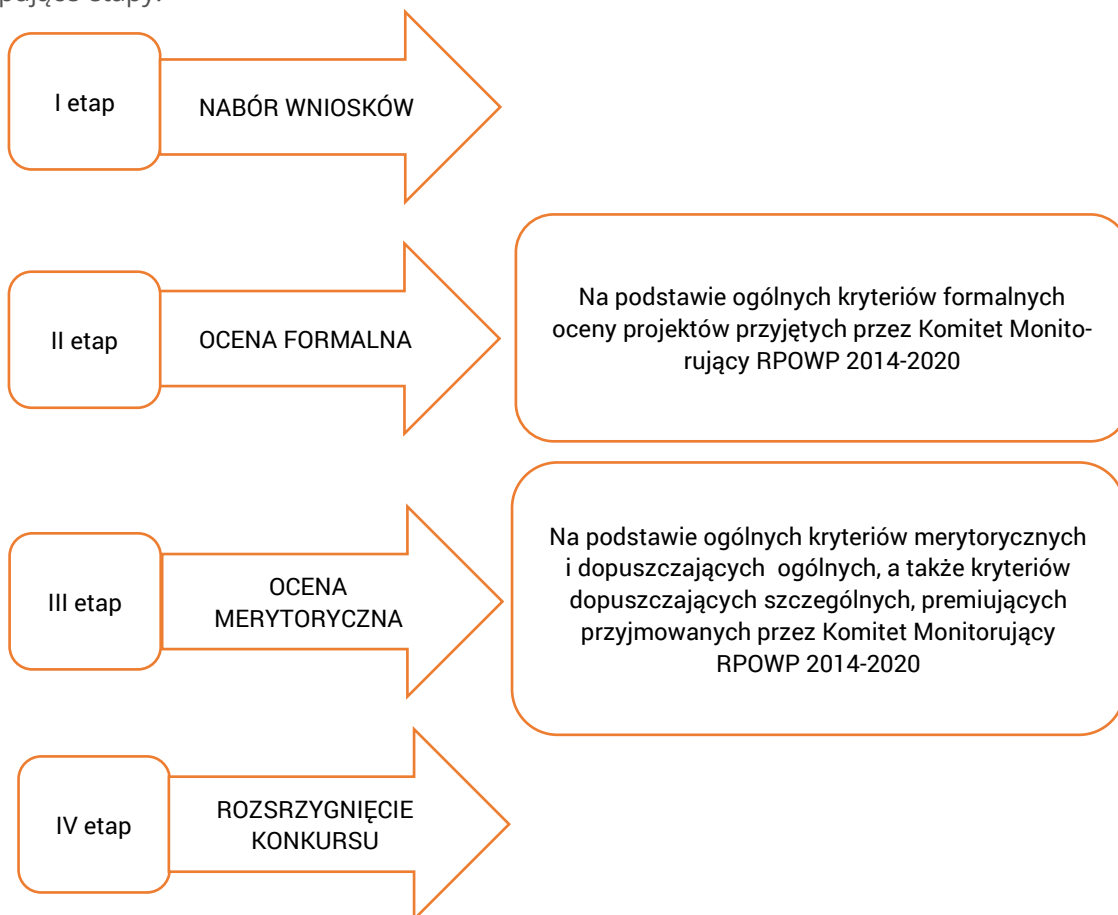 pujące etapy:
I etap
NABÓR WNIOSKÓW
II etap
OCENA FORMALNA
Na podstawie ogólnych kryteriów formalnych
oceny projektów przyjętych przez Komitet Monito-
rujący RPOWP 2014-2020
III etap
OCENA
MERYTORYCZNA
Na podstawie ogólnych kryteriów merytorycznych
i dopuszczających ogólnych, a także kryteriów
dopuszczających szczególnych, premiujących
przyjmowanych przez Komitet Monitorujący
RPOWP 2014-2020
IV etap
ROZSRZYGNIĘCIE
KONKURSU